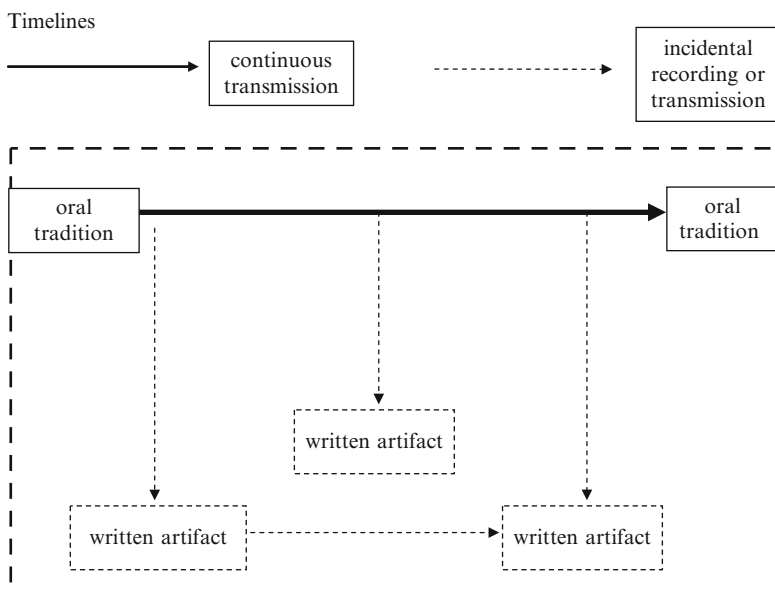 Timelines
continuous
transmission
incidental
recording or
transmission
oral
tradition
oral
tradition
written artifact
written artifact
written artifact